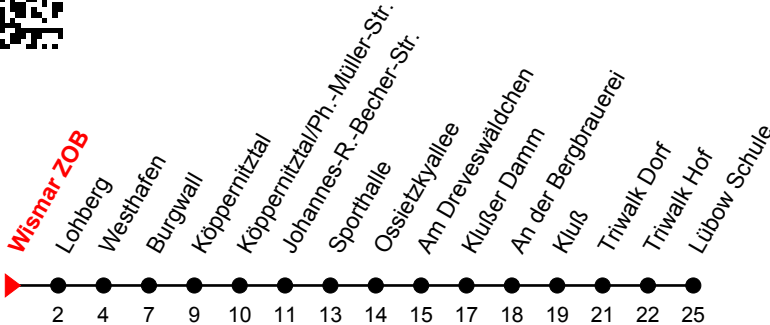 Wismar ZOB
Lohberg
Westhafen
Burgwall
Köppernitztal
Köppernitztal/Ph.-Müller-Str.
Johannes-R.-Becher-Str.
Sporthalle
Ossietzkyallee
Am Dreveswäldchen
Klußer Damm
An der Bergbrauerei
Kluß
Triwalk Dorf
Triwalk Hof
Lübow Schule
2 4 7 9 10 11 13 14 15 17 18 19 21 22 25